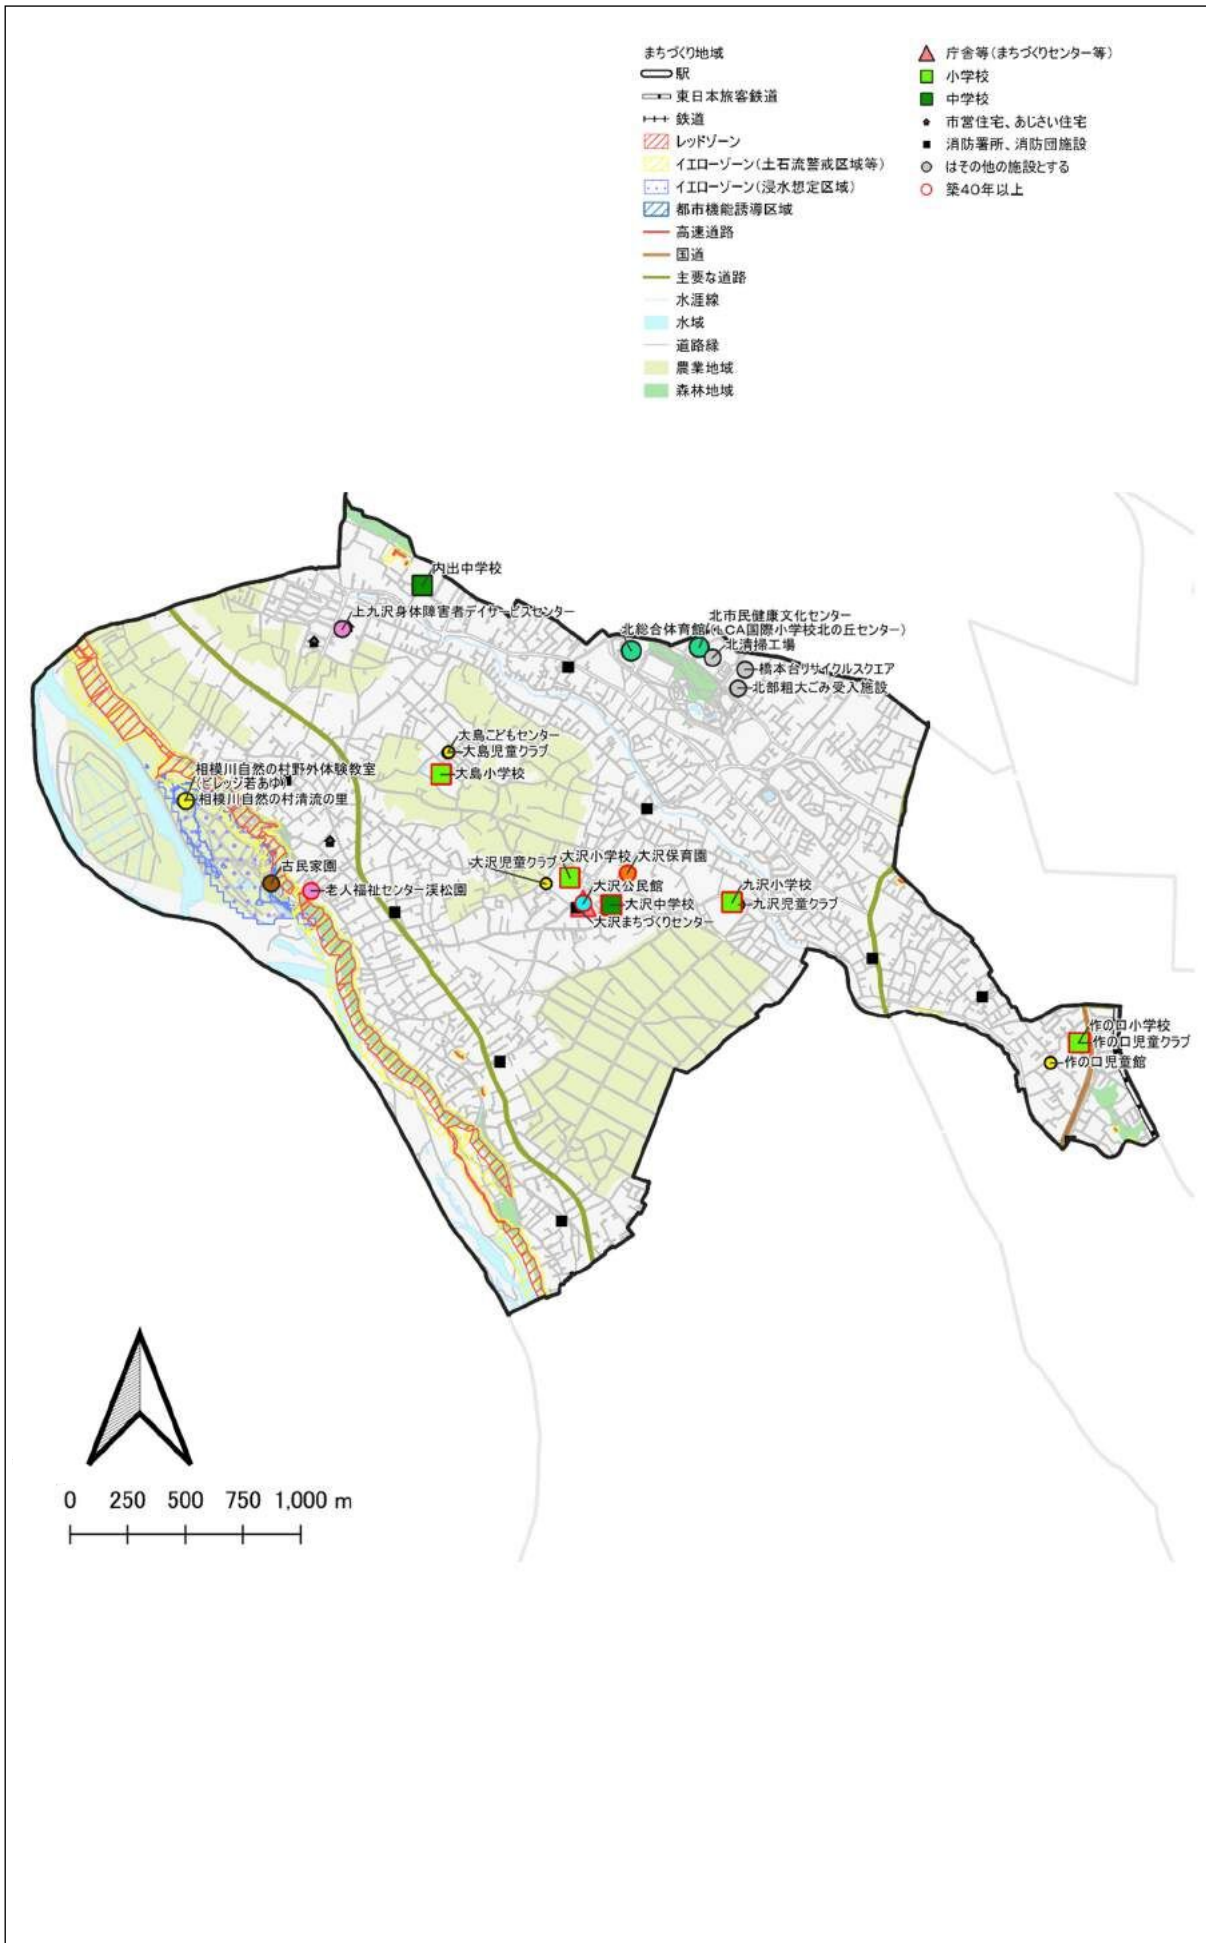 まちづくり地域
駅
東日本旅客鉄道
鉄道
レッドゾーン
イエローゾーン(土石流警戒区域等)
イエローゾーン(浸水想定区域)
都市機能誘導区域
高速道路
国道
主要な道路
水涯線
水域
道路縁
農業地域
森林地域
庁舎等(まちづくりセンター等)
小学校
中学校
市営住宅、あじさい住宅
消防署所、消防団施設
はその他の施設とする
築40年以上
内出中学校
上九沢身体障害者デイサービスセンター
北市民健康文化センター
北総合体育館
(LCA国際小学校北の丘センター)
北清掃工場
橋本台リサイクルスクエア
北部粗大ごみ受入施設
大島こどもセンター
大島児童クラブ
大島小学校
相模川自然の村野外体験教室
(ビレッジ若あゆ)
相模川自然の村清流の里
古民家園
老人福祉センター渓松園
大沢児童クラブ
大沢小学校
大沢保育園
大沢公民館
大沢中学校
大沢まちづくりセンター
九沢小学校
九沢児童クラブ
作の口小学校
作の口児童クラブ
作の口児童館
0 250 500 750 1,000 m